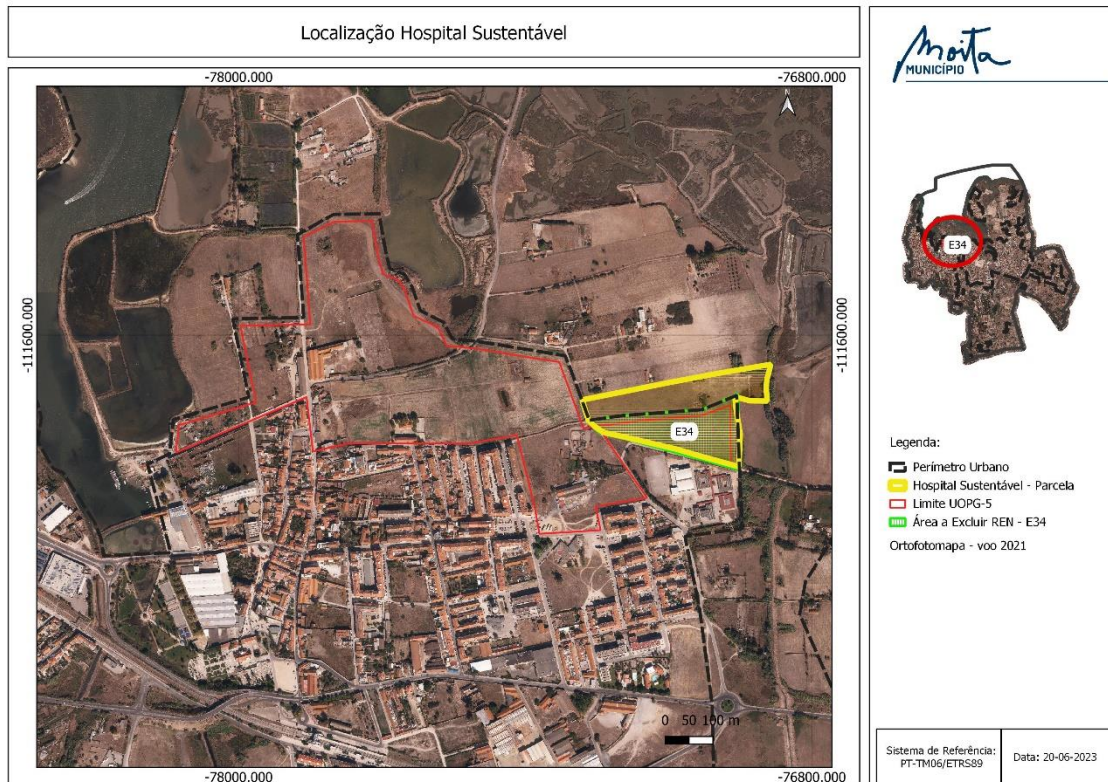 Localização Hospital Sustentável
-78000.000
-76800.000
N
-111600.000
-111600.000
E34
0 50 100 m
-78000.000
-76800.000
Moita
MUNICÍPIO
E34
Legenda:
Perímetro Urbano
Hospital Sustentável - Parcela
Limite UOPG-5
Área a Excluir REN - E34
Ortofotomapa - voo 2021
Sistema de Referência:
PT-TM06/ETRS89
Data: 20-06-2023